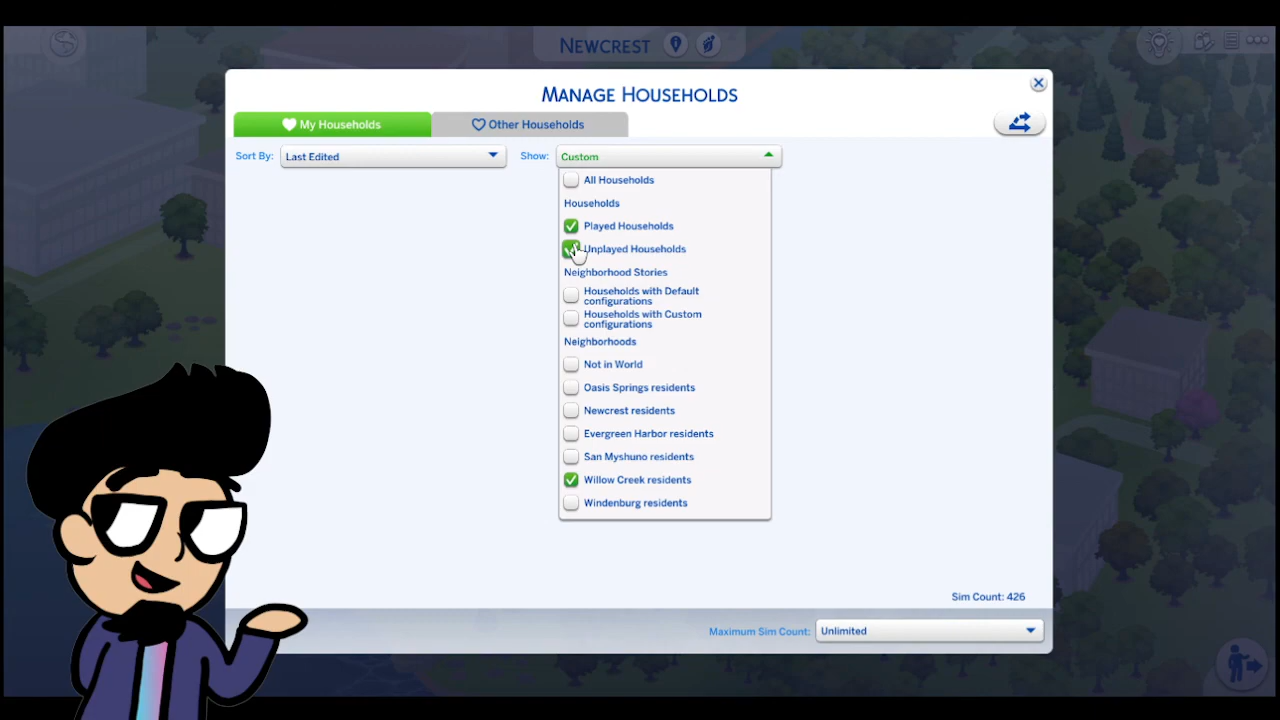 NEWCREST
MANAGE HOUSEHOLDS
My Households
Other Households
Sort By: Last Edited
Show: Custom
All Households
Households
Played Households
Unplayed Households
Neighborhood Stories
Households with Default
configurations
Households with Custom
configurations
Neighborhoods
Not in World
Oasis Springs residents
Newcrest residents
Evergreen Harbor residents
San Myshuno residents
Willow Creek residents
Windenburg residents
Sim Count: 426
Maximum Sim Count: Unlimited